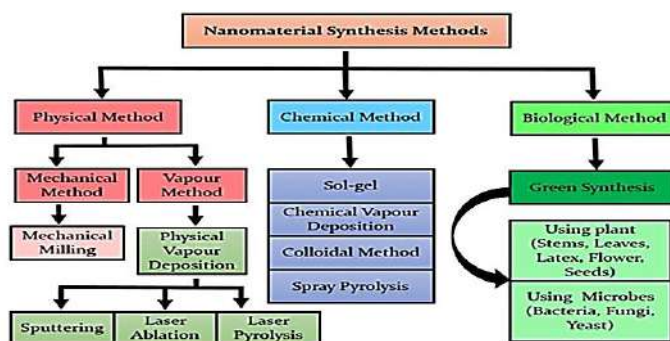 Nanomaterial Synthesis Methods
Physical Method
Chemical Method
Biological Method
Mechanical
Method
Vapour
Method
Mechanical
Milling
Physical
Vapour
Deposition
Sputtering
Laser
Ablation
Laser
Pyrolysis
Sol-gel
Chemical Vapour
Deposition
Colloidal Method
Spray Pyrolysis
Green Synthesis
Using plant
(Stems, Leaves,
Latex, Flower,
Seeds)
Using Microbes
(Bacteria, Fungi,
Yeast)